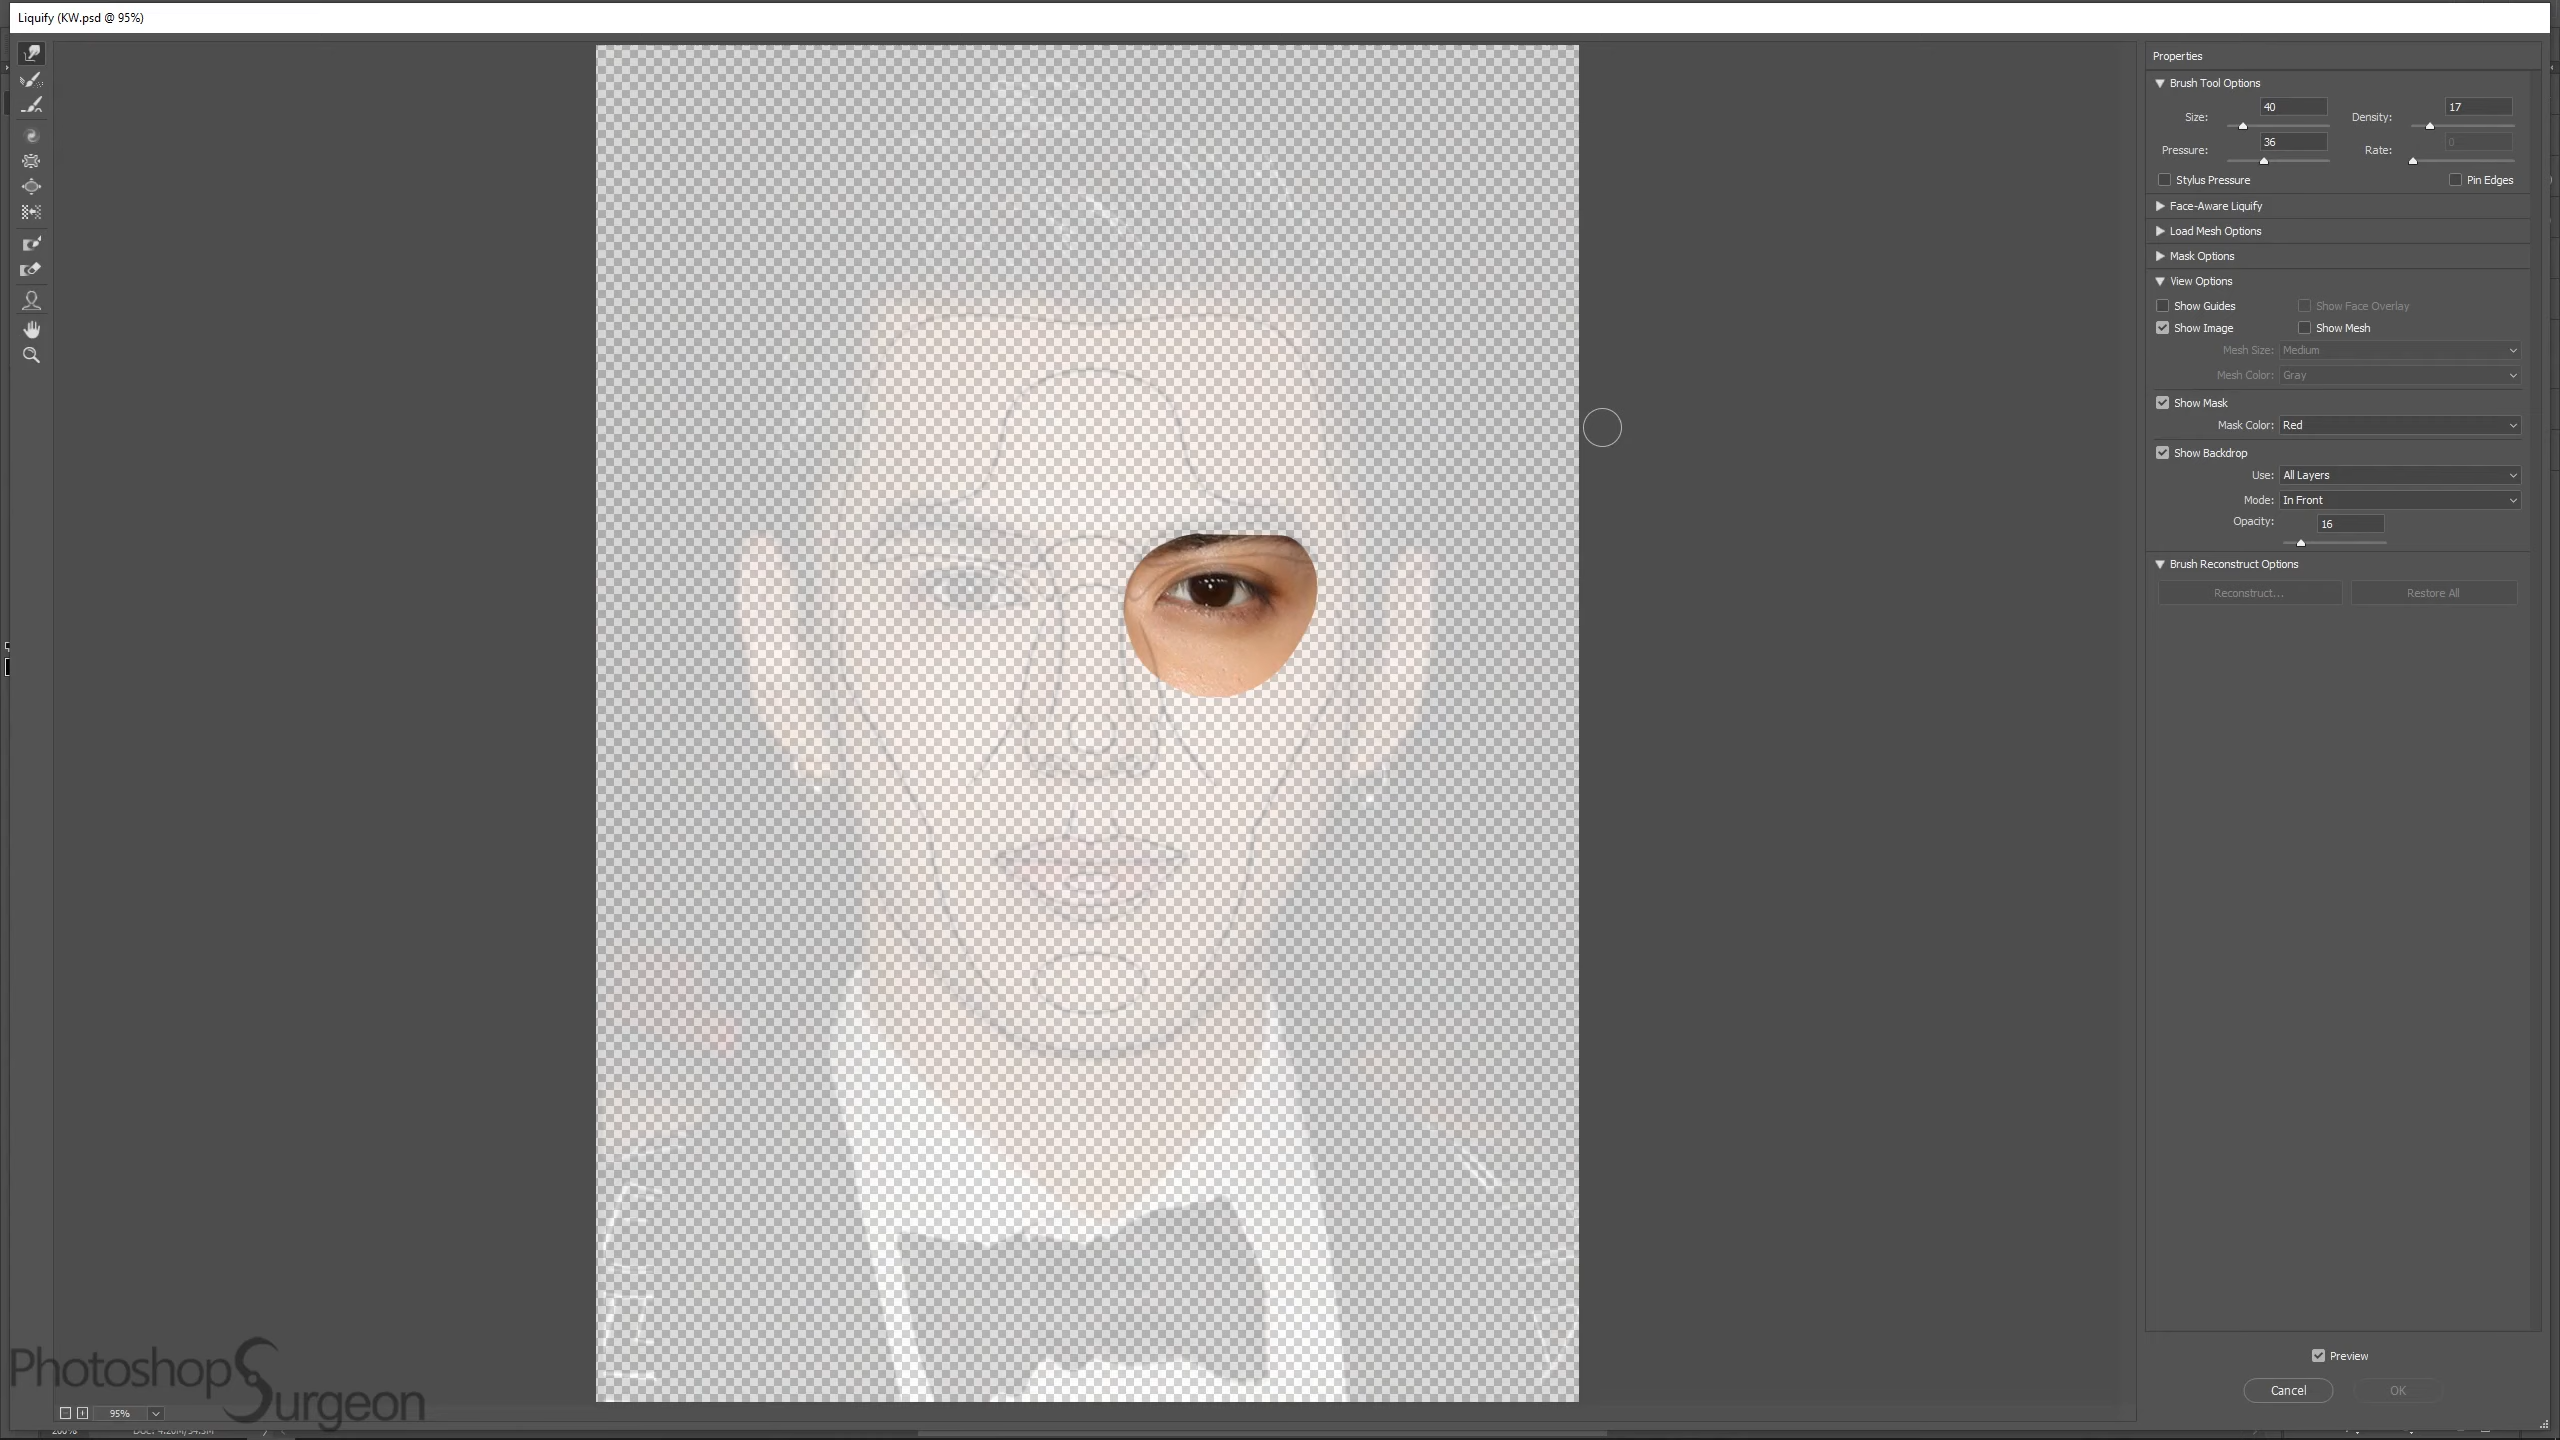 Liquify (KW.psd @ 95%)
Properties
Brush Tool Options
Size: 40 Density: 17
Pressure: 36 Rate: 0
Stylus Pressure Pin Edges
Face-Aware Liquify
Load Mesh Options
Mask Options
View Options
Show Guides Show Face Overlay
Show Image Show Mesh
Mesh Size: Medium
Mesh Color: Gray
Show Mask
Mask Color: Red
Show Backdrop
Use: All Layers
Mode: In Front
Opacity: 16
Brush Reconstruct Options
Reconstruct... Restore All
Preview
Cancel OK
Photoshop Surgeon
95%